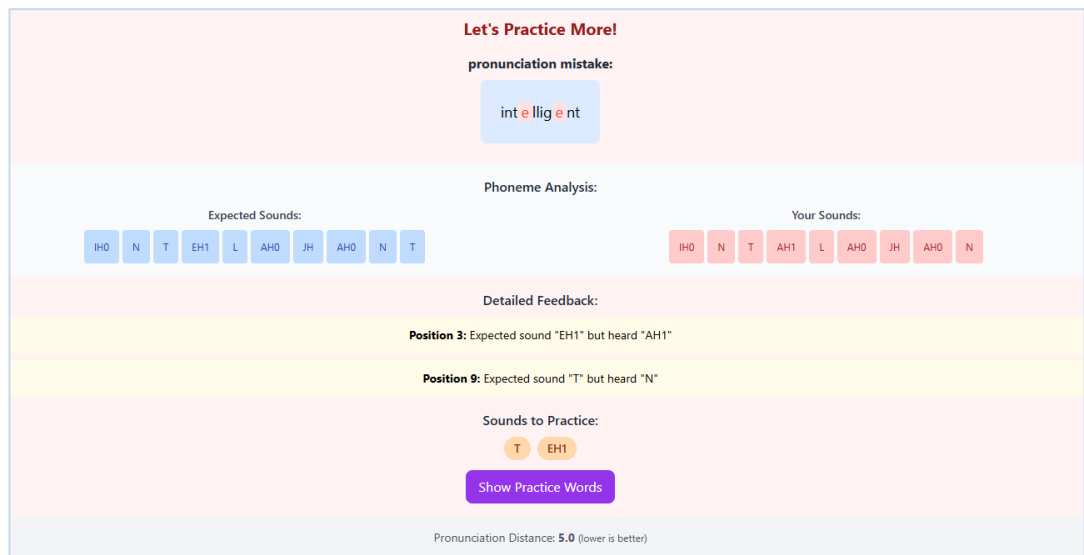 Let's Practice More!
pronunciation mistake:
intelligent
Phoneme Analysis:
Expected Sounds:
IH0 N T EH1 L AH0 JH AH0 N T
Your Sounds:
IH0 N T AH1 L AH0 JH AH0 N
Detailed Feedback:
Position 3: Expected sound "EH1" but heard "AH1"
Position 9: Expected sound "T" but heard "N"
Sounds to Practice:
T EH1
Show Practice Words
Pronunciation Distance: 5.0 (lower is better)